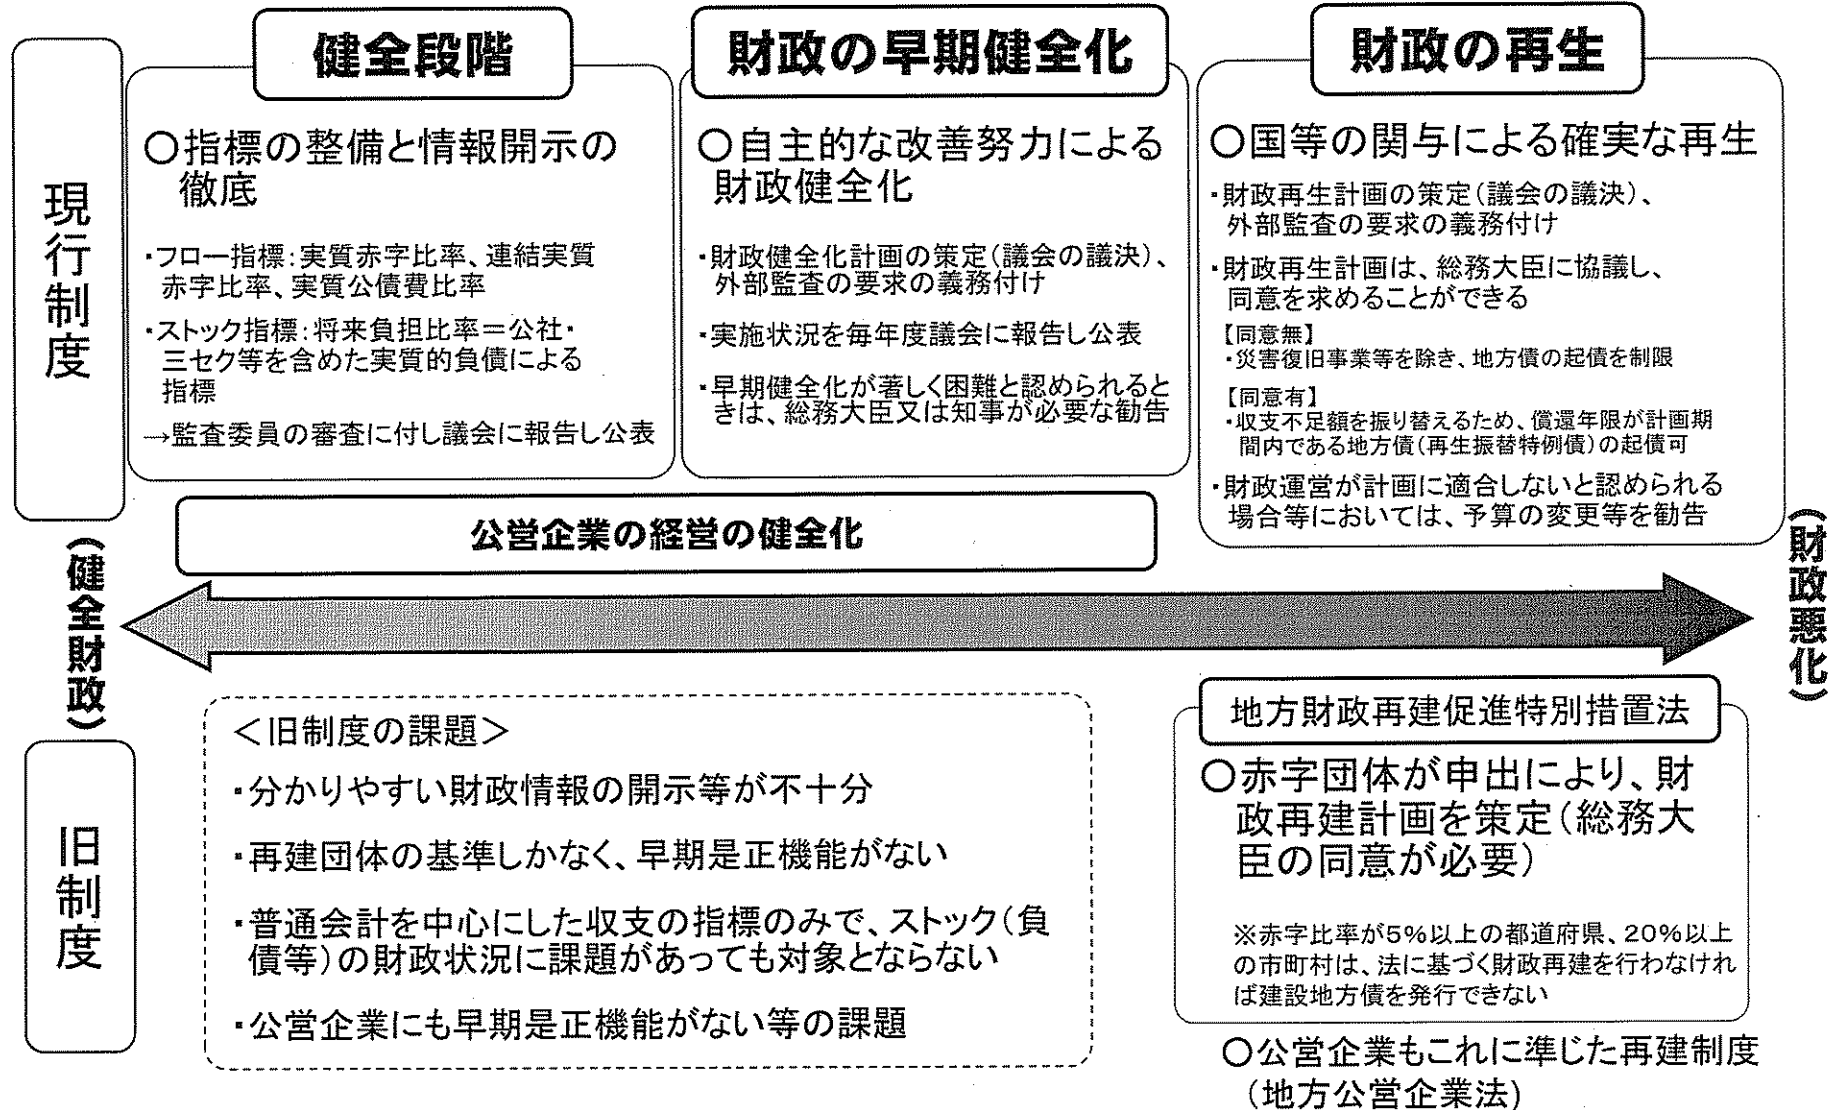 現行制度
健全段階
○指標の整備と情報開示の
徹底
・フロー指標:実質赤字比率、連結実質
赤字比率、実質公債費比率
・ストック指標:将来負担比率=公社・
三セク等を含めた実質的負債による
指標
→監査委員の審査に付し議会に報告し公表
財政の早期健全化
○自主的な改善努力による
財政健全化
・財政健全化計画の策定(議会の議決)、
外部監査の要求の義務付け
・実施状況を毎年度議会に報告し公表
・早期健全化が著しく困難と認められると
きは、総務大臣又は知事が必要な勧告
財政の再生
○国等の関与による確実な再生
・財政再生計画の策定(議会の議決)、
外部監査の要求の義務付け
・財政再生計画は、総務大臣に協議し、
同意を求めることができる
【同意無】
・災害復旧事業等を除き、地方債の起債を制限
【同意有】
・収支不足額を振り替えるため、償還年限が計画期
間内である地方債(再生振替特例債)の起債可
・財政運営が計画に適合しないと認められる
場合等においては、予算の変更等を勧告
公営企業の経営の健全化
(健全財政)
(財政悪化)
旧制度
<旧制度の課題>
・分かりやすい財政情報の開示等が不十分
・再建団体の基準しかなく、早期是正機能がない
・普通会計を中心にした収支の指標のみで、ストック(負
債等)の財政状況に課題があっても対象とならない
・公営企業にも早期是正機能がない等の課題
地方財政再建促進特別措置法
○赤字団体が申出により、財
政再建計画を策定(総務大
臣の同意が必要)
※赤字比率が5%以上の都道府県、20%以上
の市町村は、法に基づく財政再建を行わなけれ
ば建設地方債を発行できない
○公営企業もこれに準じた再建制度
(地方公営企業法)